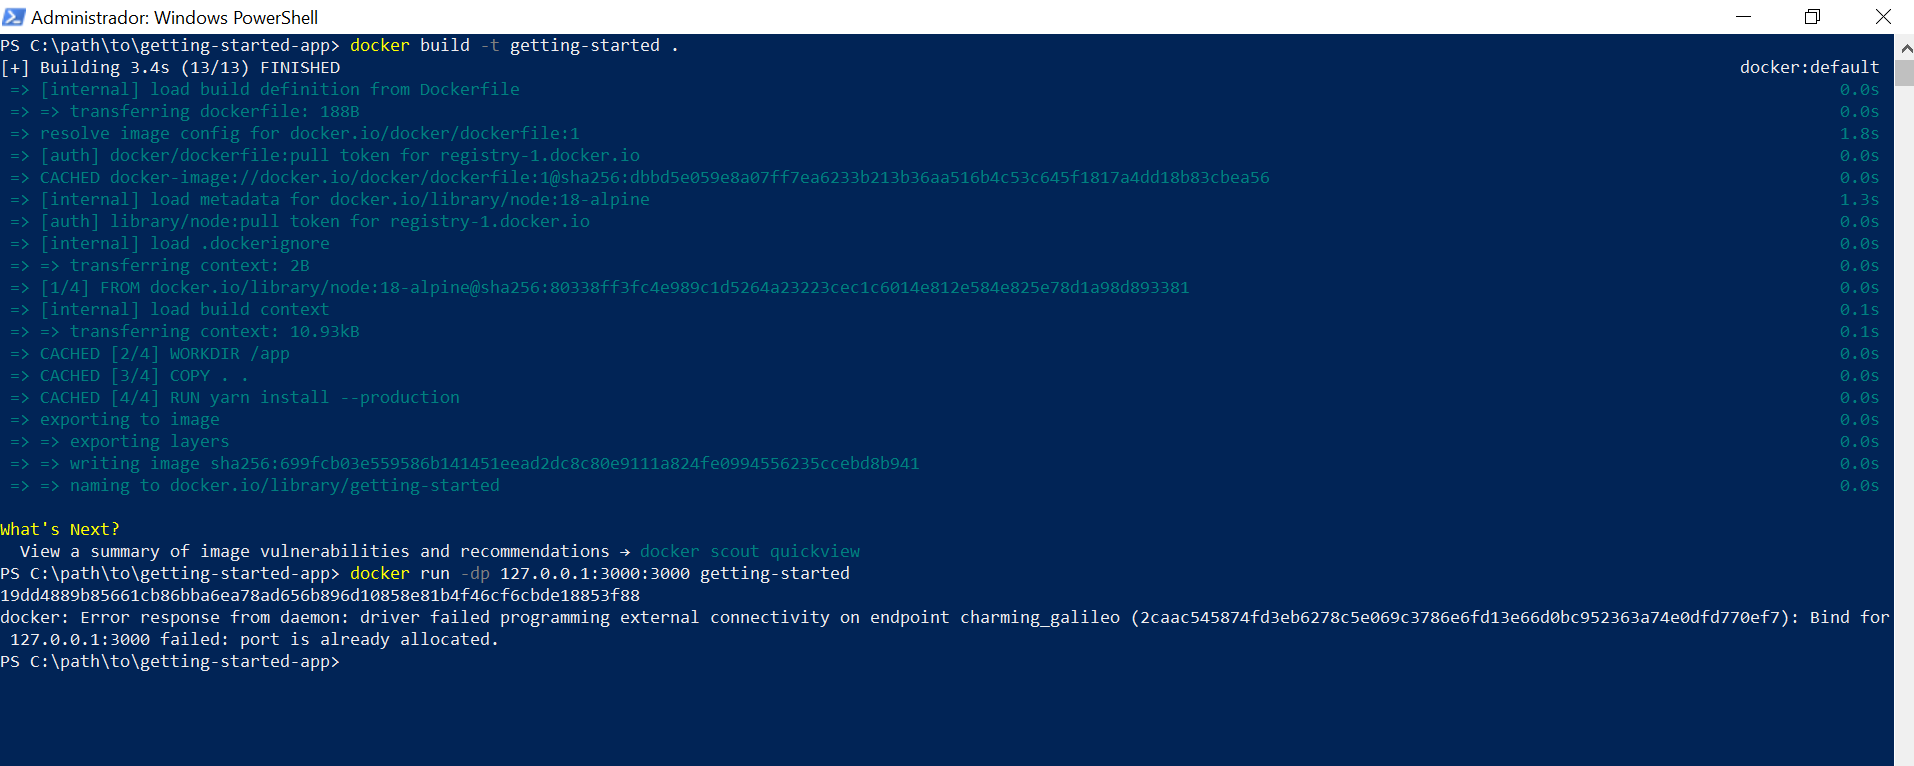 Administrador: Windows PowerShell
PS C:\path\to\getting-started-app> docker build -t getting-started .
[+] Building 3.4s (13/13) FINISHED docker:default
=> [internal] load build definition from Dockerfile 0.0s
=> => transferring dockerfile: 188B 0.0s
=> resolve image config for docker.io/docker/dockerfile:1 1.8s
=> [auth] docker/dockerfile:pull token for registry-1.docker.io 0.0s
=> CACHED docker-image://docker.io/docker/dockerfile:1@sha256:dbbd5e059e8a07ff7ea6233b213b36aa516b4c53c645f1817a4dd18b83cbea56 0.0s
=> [internal] load metadata for docker.io/library/node:18-alpine 1.3s
=> [auth] library/node:pull token for registry-1.docker.io 0.0s
=> [internal] load .dockerignore 0.0s
=> => transferring context: 2B 0.0s
=> [1/4] FROM docker.io/library/node:18-alpine@sha256:80338ff3fc4e989c1d5264a23223cec1c6014e812e584e825e78d1a98d893381 0.0s
=> [internal] load build context 0.1s
=> => transferring context: 10.93kB 0.1s
=> CACHED [2/4] WORKDIR /app 0.0s
=> CACHED [3/4] COPY . . 0.0s
=> CACHED [4/4] RUN yarn install --production 0.0s
=> exporting to image 0.0s
=> => exporting layers 0.0s
=> => writing image sha256:699fcb03e559586b141451eead2dc8c80e9111a824fe0994556235ccebd8b941 0.0s
=> => naming to docker.io/library/getting-started 0.0s
What's Next?
View a summary of image vulnerabilities and recommendations → docker scout quickview
PS C:\path\to\getting-started-app> docker run -dp 127.0.0.1:3000:3000 getting-started
19dd4889b85661cb86bba6ea78ad656b896d10858e81b4f46cf6cbde18853f88
docker: Error response from daemon: driver failed programming external connectivity on endpoint charming_galileo (2caac545874fd3eb6278c5e069c3786e6fd13e66d0bc952363a74e0dfd770ef7): Bind for
127.0.0.1:3000 failed: port is already allocated.
PS C:\path\to\getting-started-app>